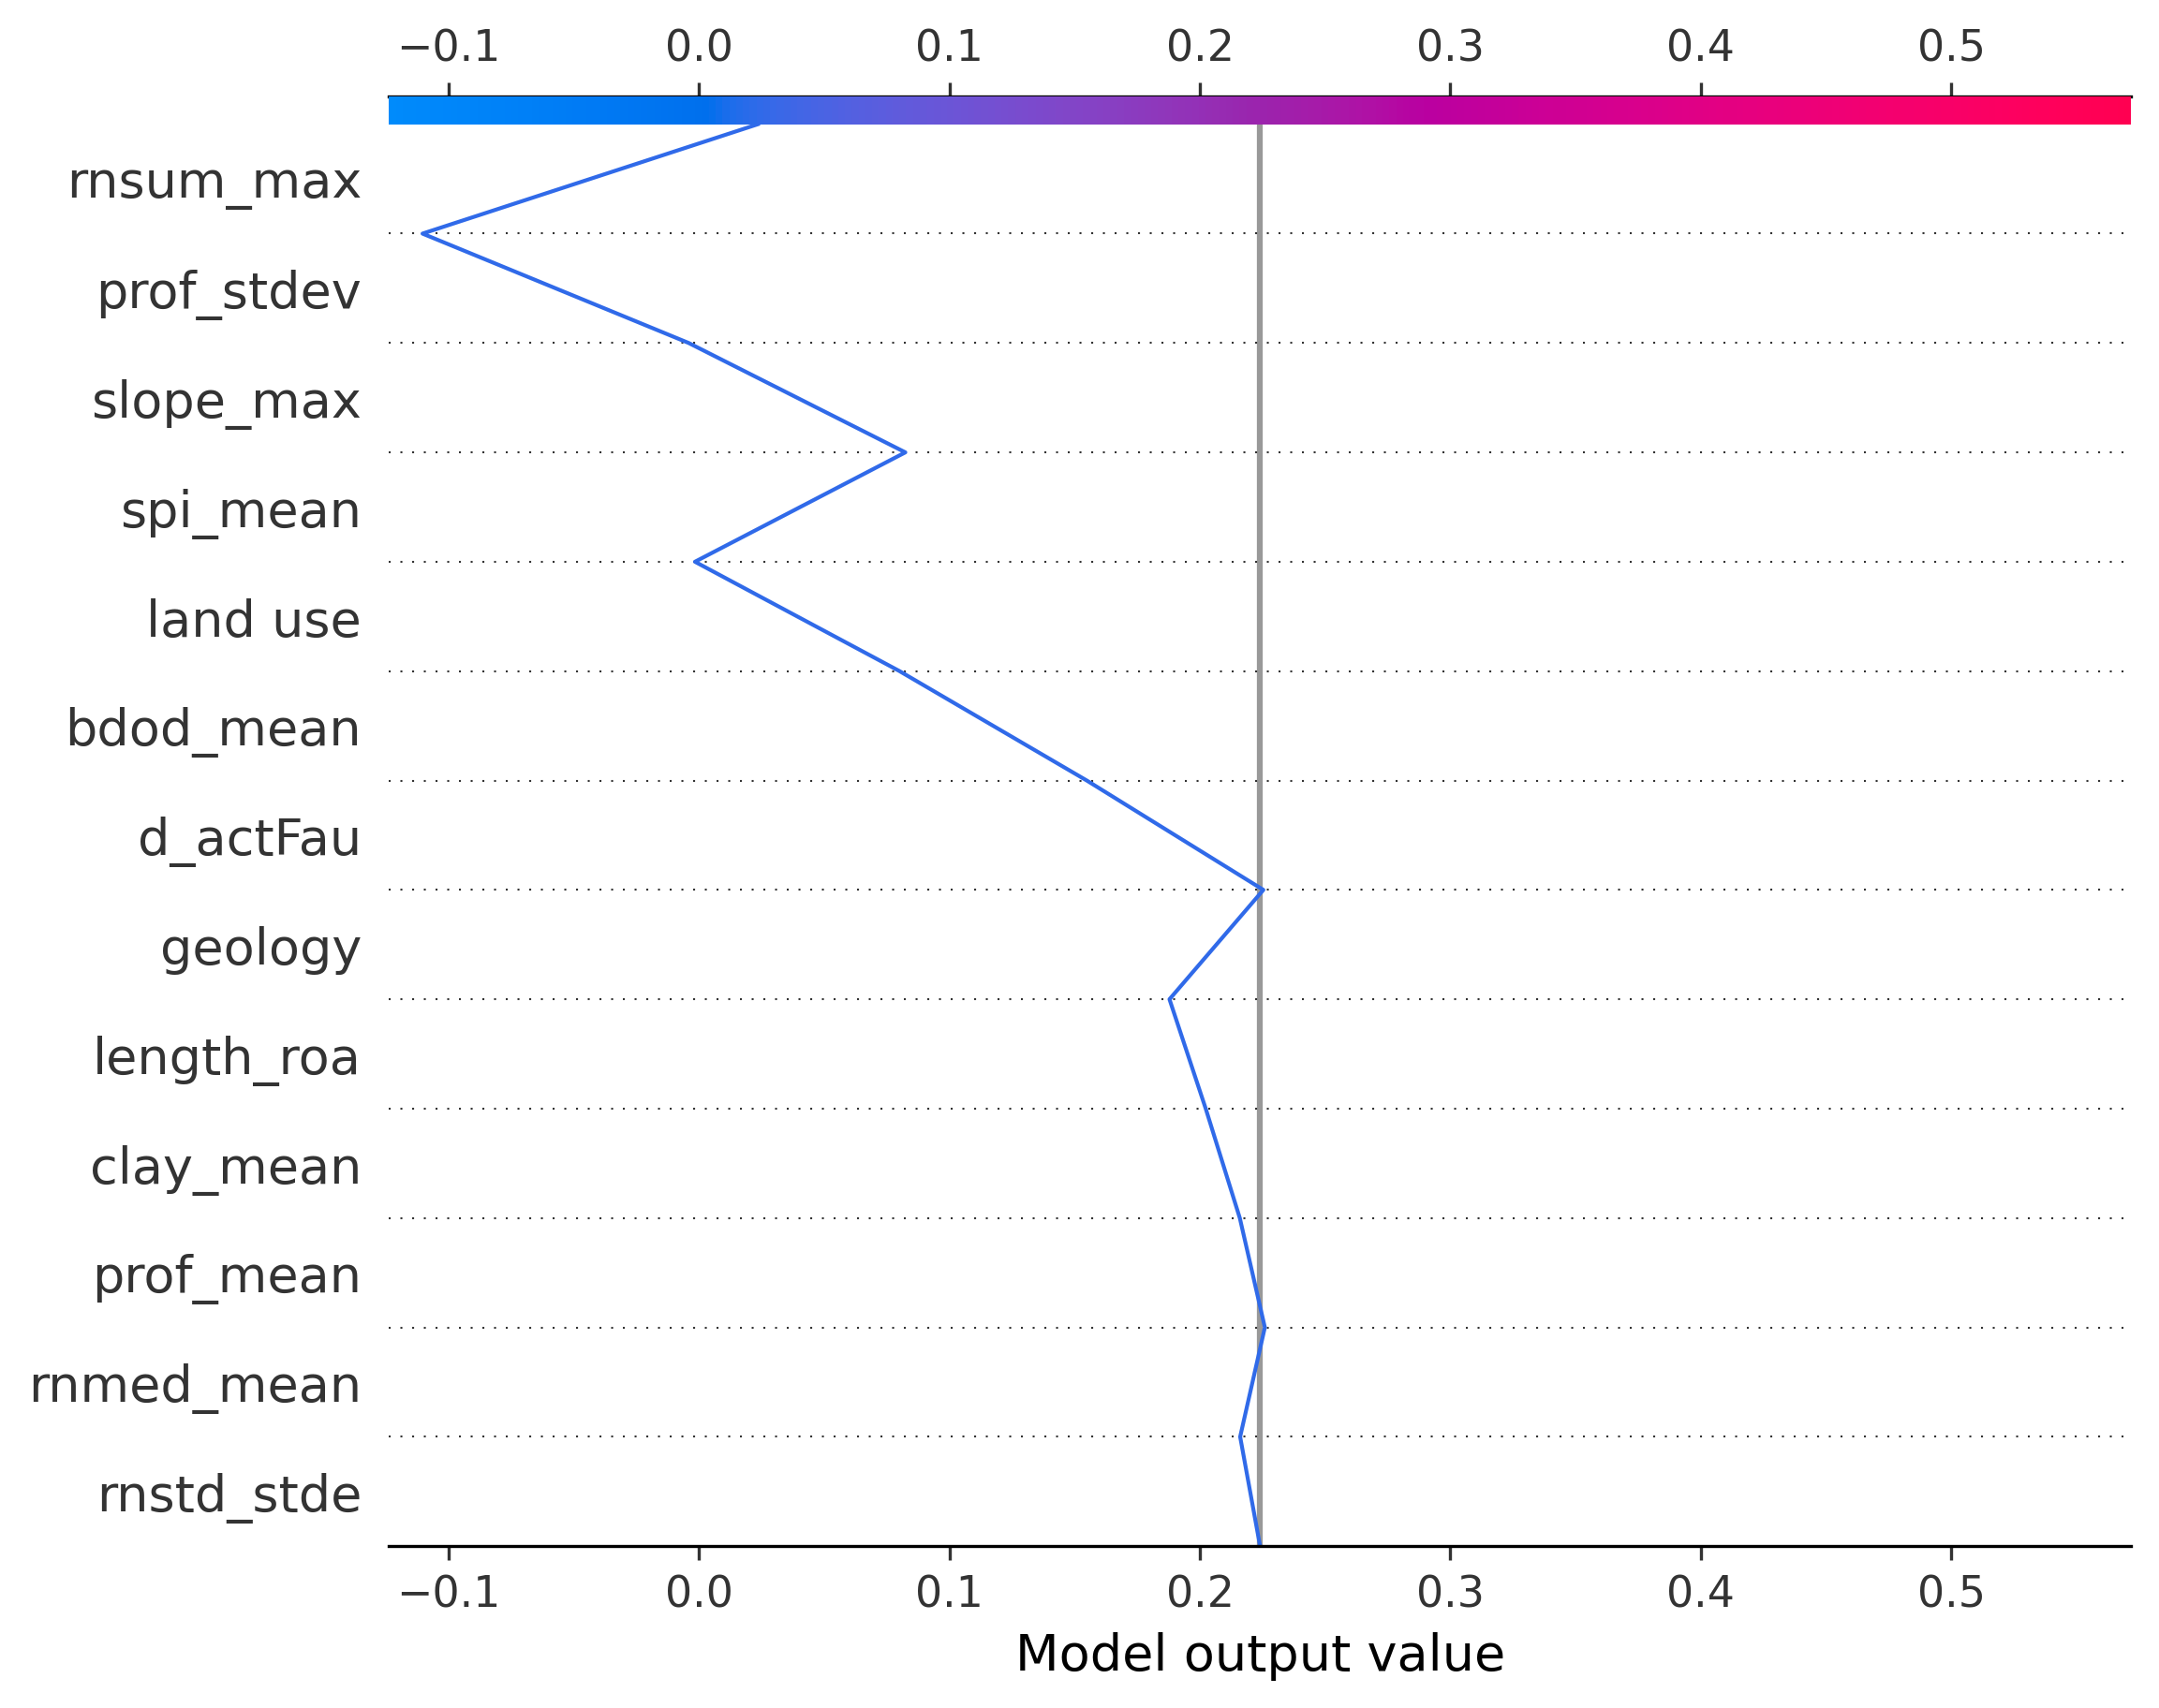 −0.1 0.0 0.1 0.2 0.3 0.4 0.5
rnsum_max
prof_stdev
slope_max
spi_mean
land use
bdod_mean
d_actFau
geology
length_roa
clay_mean
prof_mean
rnmed_mean
rnstd_stde
−0.1 0.0 0.1 0.2 0.3 0.4 0.5
Model output value